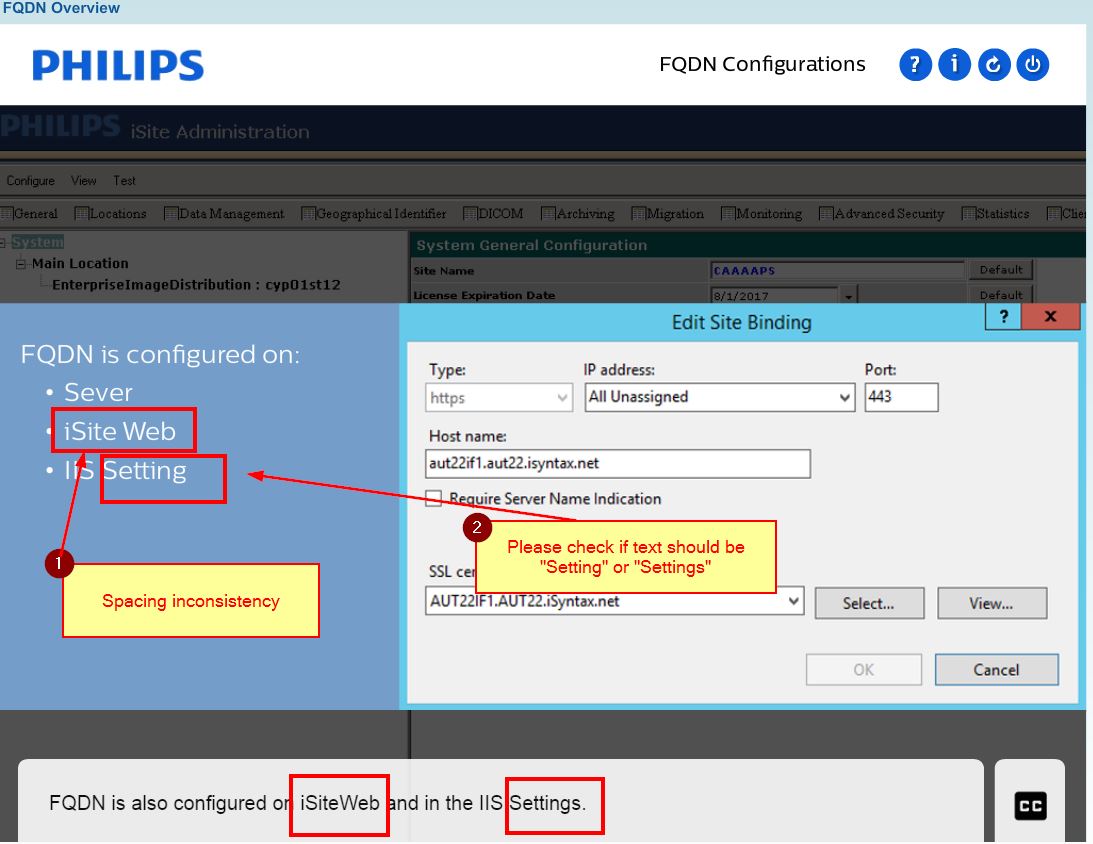 FQDN Overview
PHILIPS
FQDN Configurations
? i
PHILIPS iSite Administration
Configure View Test
General Locations Data Management Geographical Identifier DICOM Archiving Migration Monitoring Advanced Security Statistics
System
Main Location
EnterpriseImageDistribution : cyp01st12
System General Configuration
Site Name CAAAAPS Default
License Expiration Date 8/1/2017 Default
FQDN is configured on:
• Sever
• iSite Web
• IIS Setting
1
Spacing inconsistency
Edit Site Binding
? x
Type: IP address: Port:
https All Unassigned 443
Host name:
aut22if1.aut22.isyntax.net
Require Server Name Indication
2
Please check if text should be
"Setting" or "Settings"
SSL
AUT22IF1.AUT22.iSyntax.net Select... View...
OK Cancel
FQDN is also configured on iSiteWeb and in the IIS Settings.
CC